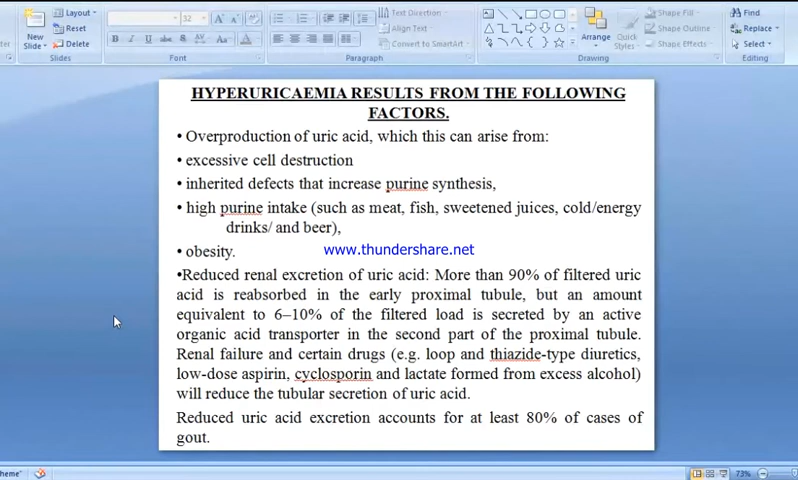 Layout
Reset
New
Slide
Delete
Slides
32
A A
B I U abe S AV Aa A
Font
Text Direction
Align Text
Convert to SmartArt
Paragraph
Arrange
Quick
Styles
Shape Fill
Shape Outline
Shape Effects
Drawing
Find
Replace
Select
Editing
HYPERURICAEMIA RESULTS FROM THE FOLLOWING
FACTORS.
• Overproduction of uric acid, which this can arise from:
• excessive cell destruction
• inherited defects that increase purine synthesis,
• high purine intake (such as meat, fish, sweetened juices, cold/energy
drinks/ and beer),
• obesity.
www.thundershare.net
•Reduced renal excretion of uric acid: More than 90% of filtered uric
acid is reabsorbed in the early proximal tubule, but an amount
equivalent to 6–10% of the filtered load is secreted by an active
organic acid transporter in the second part of the proximal tubule.
Renal failure and certain drugs (e.g. loop and thiazide-type diuretics,
low-dose aspirin, cyclosporin and lactate formed from excess alcohol)
will reduce the tubular secretion of uric acid.
Reduced uric acid excretion accounts for at least 80% of cases of
gout.
heme"
73%